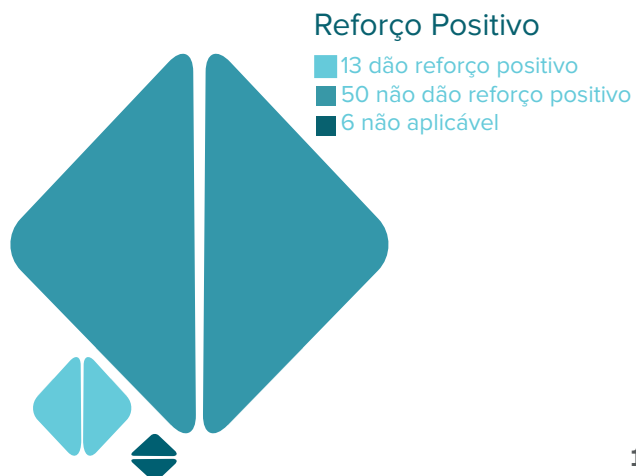 Reforço Positivo
13 dão reforço positivo
50 não dão reforço positivo
6 não aplicável